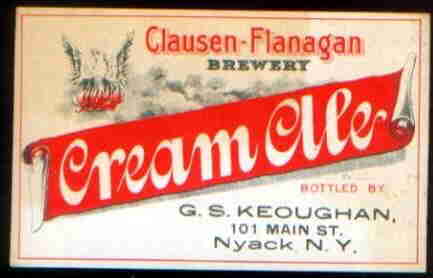 Clausen-Flanagan
BREWERY
Cream Ale
BOTTLED BY
G. S. KEOUGHAN,
101 MAIN ST.
Nyack, N. Y.